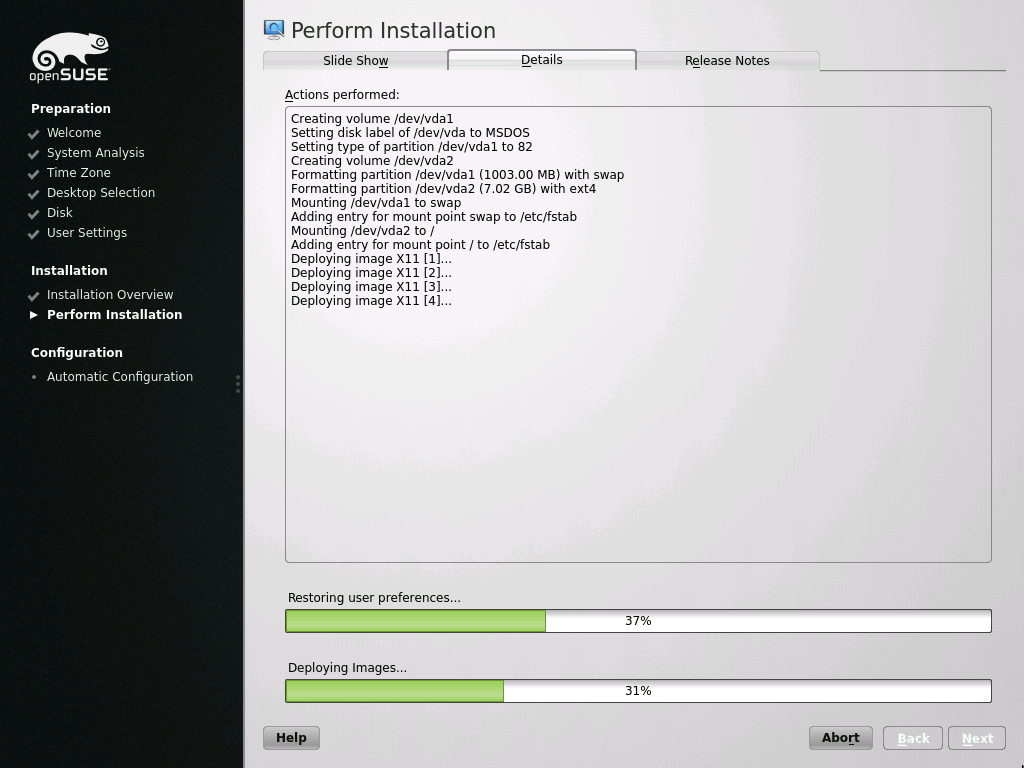 openSUSE
Preparation
Welcome
System Analysis
Time Zone
Desktop Selection
Disk
User Settings
Installation
Installation Overview
Perform Installation
Configuration
Automatic Configuration
Perform Installation
Slide Show
Details
Release Notes
Actions performed:
Creating volume /dev/vda1
Setting disk label of /dev/vda to MSDOS
Setting type of partition /dev/vda1 to 82
Creating volume /dev/vda2
Formatting partition /dev/vda1 (1003.00 MB) with swap
Formatting partition /dev/vda2 (7.02 GB) with ext4
Mounting /dev/vda1 to swap
Adding entry for mount point swap to /etc/fstab
Mounting /dev/vda2 to /
Adding entry for mount point / to /etc/fstab
Deploying image X11 [1]...
Deploying image X11 [2]...
Deploying image X11 [3]...
Deploying image X11 [4]...
Restoring user preferences...
37%
Deploying Images...
31%
Help
Abort
Back
Next